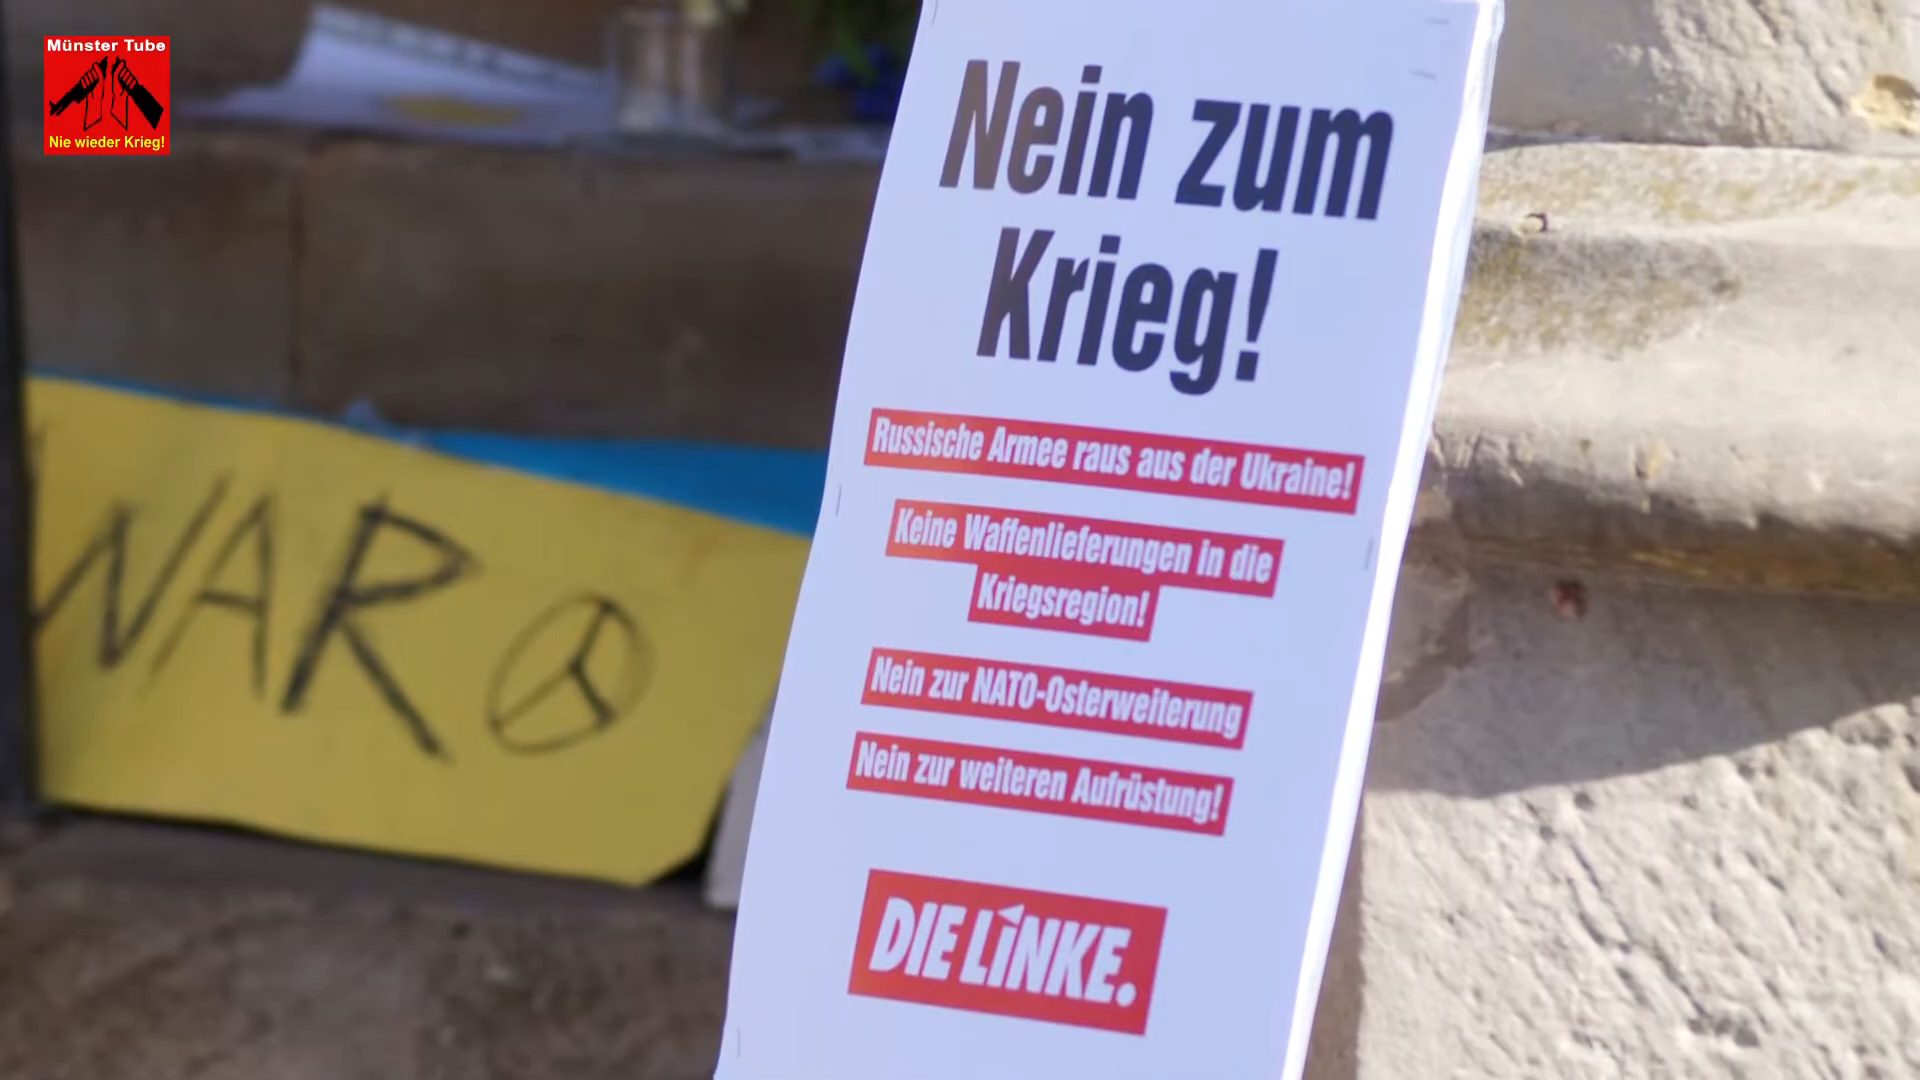 Münster Tube
Nie wieder Krieg!
WAR
Nein zum
Krieg!
Russische Armee raus aus der Ukraine!
Keine Waffenlieferungen in die
Kriegsregion!
Nein zur NATO-Osterweiterung
Nein zur weiteren Aufrüstung!
DIE LINKE.